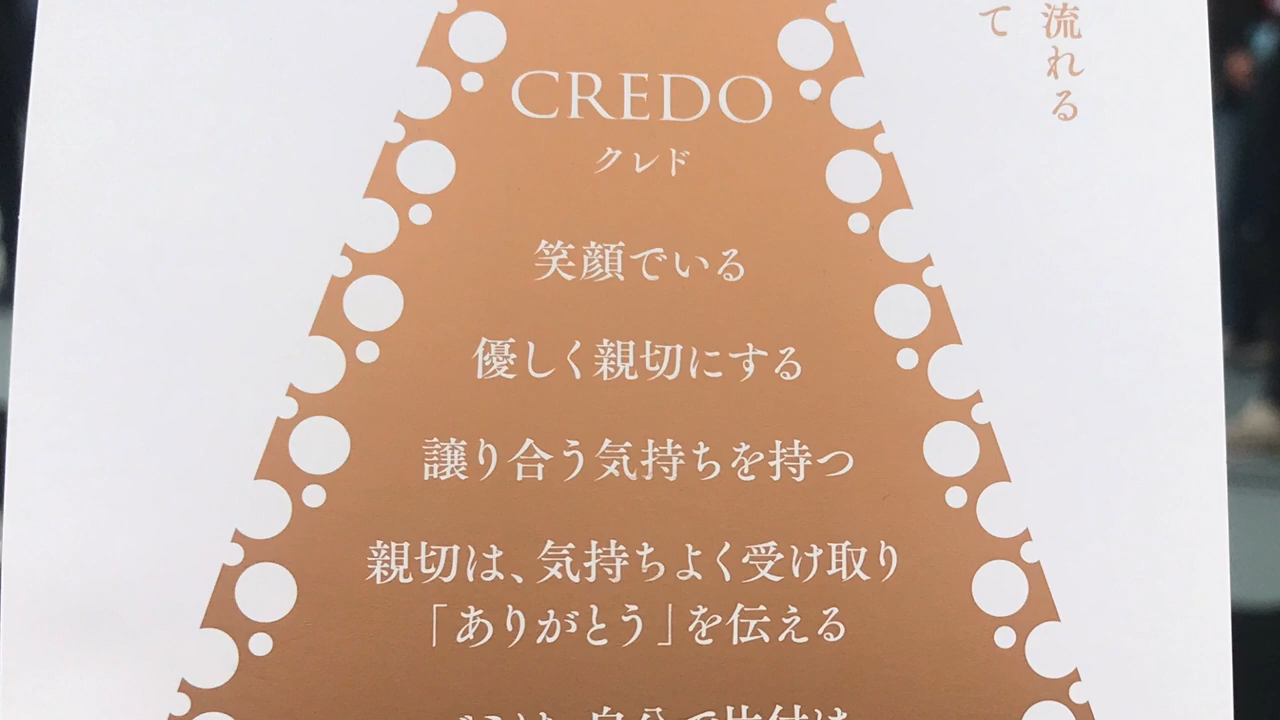 流れる
て
CREDO
クレド
笑顔でいる
優しく親切にする
譲り合う気持ちを持つ
親切は、気持ちよく受け取り
「ありがとう」を伝える